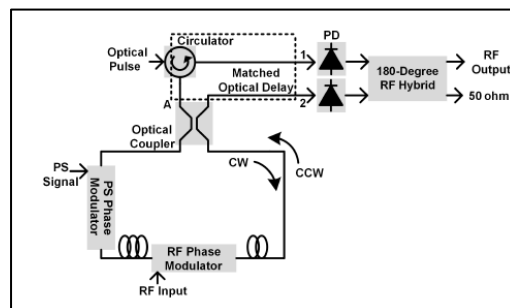 Circulator
PD
Optical
Pulse
1
Matched
Optical Delay
180-Degree
RF Hybrid
RF
Output
A
2
50 ohm
Optical
Coupler
CW
CCW
PS
Signal
PS Phase
Modulator
RF Phase
Modulator
RF Input